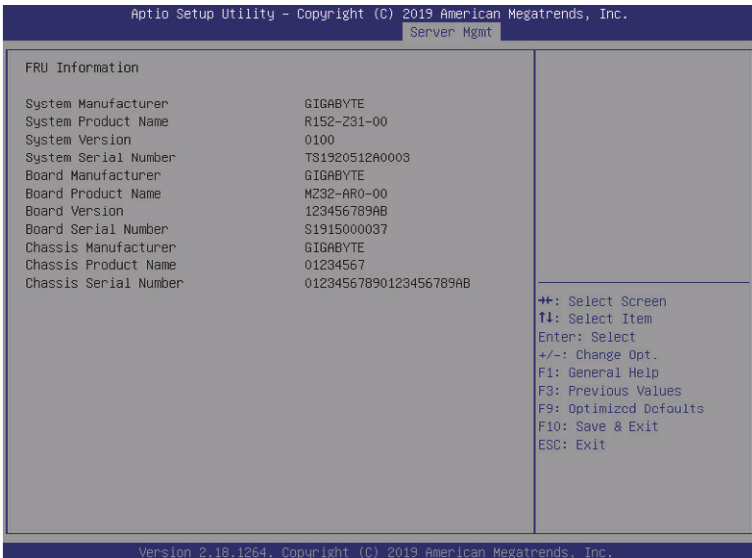 Aptio Setup Utility – Copyright (C) 2019 American Megatrends, Inc.
Server Mgmt
FRU Information
System Manufacturer GIGABYTE
System Product Name R152-Z31-00
System Version 0100
System Serial Number TS1920512A0003
Board Manufacturer GIGABYTE
Board Product Name MZ32-AR0-00
Board Version 123456789AB
Board Serial Number S1915000037
Chassis Manufacturer GIGABYTE
Chassis Product Name 01234567
Chassis Serial Number 01234567890123456789AB
→←: Select Screen
↑↓: Select Item
Enter: Select
+/-: Change Opt.
F1: General Help
F3: Previous Values
F9: Optimized Defaults
F10: Save & Exit
ESC: Exit
Version 2.18.1264. Copyright (C) 2019 American Megatrends, Inc.